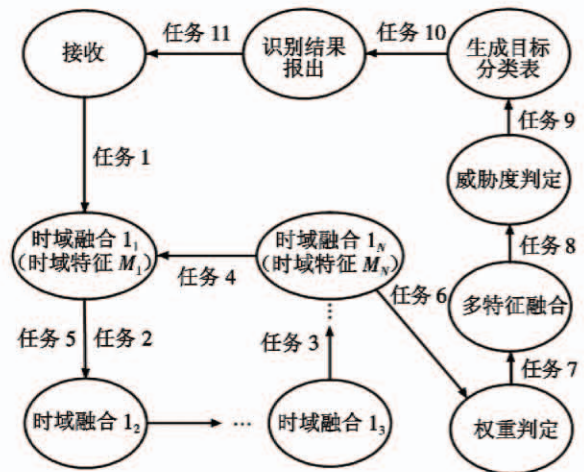 接收
任务 11
识别结果
报出
任务 10
生成目标
分类表
任务 1
任务 9
威胁度判定
时域融合 1₁
(时域特征 M₁)
任务 4
时域融合 1N
(时域特征 MN)
任务 8
任务 6
多特征融合
任务 5
任务 2
任务 3
⋮
任务 7
时域融合 1₂
…
时域融合 1₃
权重判定